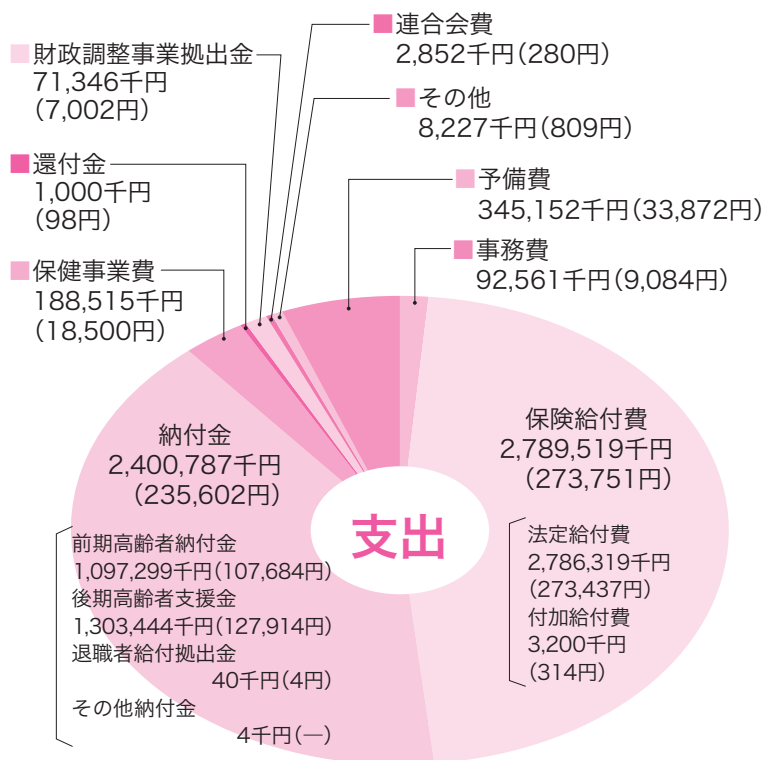 連合会費
2,852千円(280円)
財政調整事業拠出金
71,346千円
(7,002円)
その他
8,227千円(809円)
還付金
1,000千円
(98円)
予備費
345,152千円(33,872円)
事務費
92,561千円(9,084円)
保健事業費
188,515千円
(18,500円)
納付金
2,400,787千円
(235,602円)
前期高齢者納付金
1,097,299千円(107,684円)
後期高齢者支援金
1,303,444千円(127,914円)
退職者給付拠出金
40千円(4円)
その他納付金
4千円(―)
支出
保険給付費
2,789,519千円
(273,751円)
法定給付費
2,786,319千円
(273,437円)
付加給付費
3,200千円
(314円)